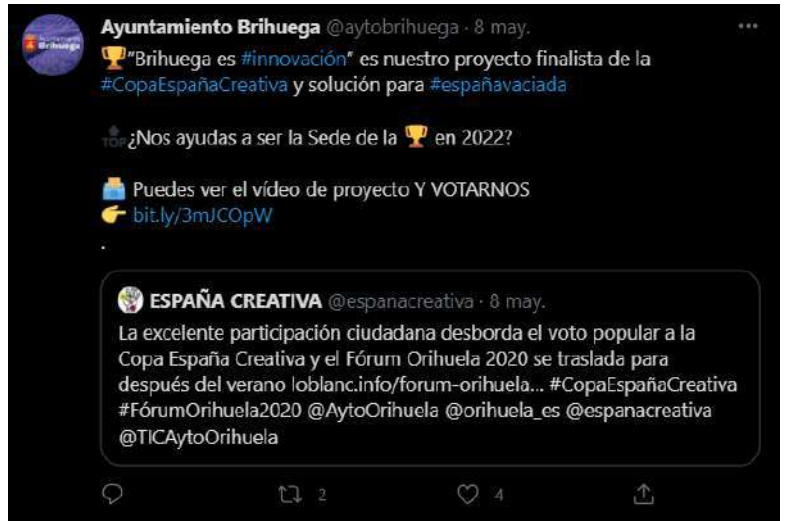 Ayuntamiento Brihuega @aytobrihuega · 8 may.
🏆"Brihuega es #innovación" es nuestro proyecto finalista de la
#CopaEspañaCreativa y solución para #españavaciada
🔝¿Nos ayudas a ser la Sede de la 🏆 en 2022?
🗳 Puedes ver el vídeo de proyecto Y VOTARNOS
👉 bit.ly/3mJCOpW
.
ESPAÑA CREATIVA @espanacreativa · 8 may.
La excelente participación ciudadana desborda el voto popular a la
Copa España Creativa y el Fórum Orihuela 2020 se traslada para
después del verano loblanc.info/forum-orihuela... #CopaEspañaCreativa
#FórumOrihuela2020 @AytoOrihuela @orihuela_es @espanacreativa
@TICAytoOrihuela
2 4